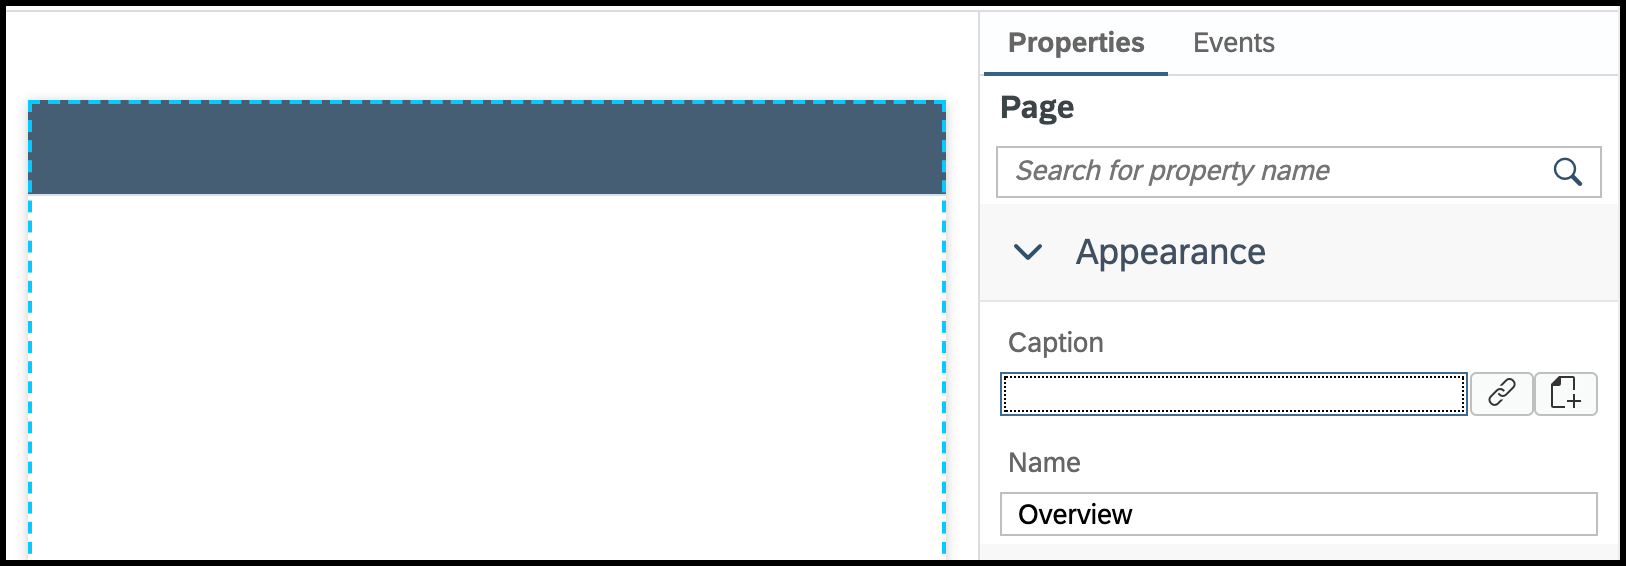 Properties Events
Page
Search for property name
Appearance
Caption
Name
Overview